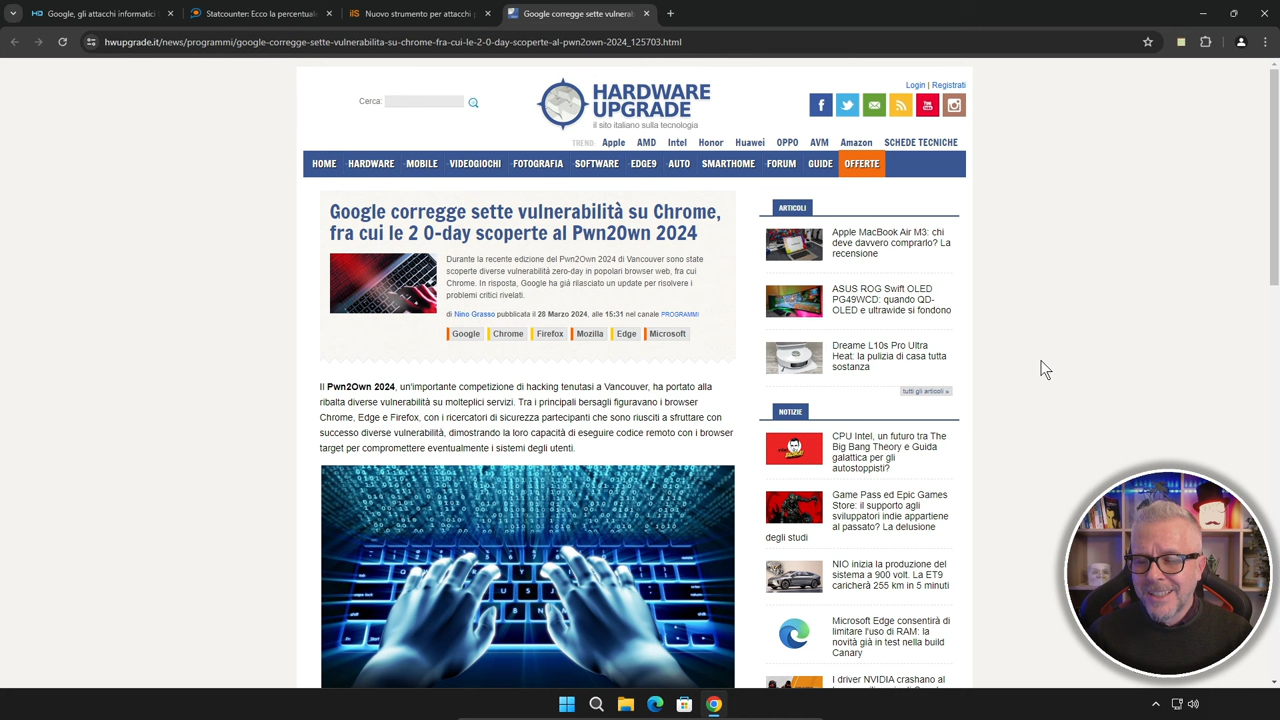 Google, gli attacchi informatici
Statcounter: Ecco la percentuale
Nuovo strumento per attacchi
Google corregge sette vulnerabil
hwupgrade.it/news/programmi/google-corregge-sette-vulnerabilita-su-chrome-fra-cui-le-2-0-day-scoperte-al-pwn2own-2024_125703.html
Login | Registrati
Cerca:
HARDWARE
UPGRADE
il sito italiano sulla tecnologia
TREND: Apple AMD Intel Honor Huawei OPPO AVM Amazon SCHEDE TECNICHE
HOME HARDWARE MOBILE VIDEOGIOCHI FOTOGRAFIA SOFTWARE EDGE9 AUTO SMARTHOME FORUM GUIDE OFFERTE
Google corregge sette vulnerabilità su Chrome,
fra cui le 2 0-day scoperte al Pwn2Own 2024
Durante la recente edizione del Pwn2Own 2024 di Vancouver sono state
scoperte diverse vulnerabilità zero-day in popolari browser web, fra cui
Chrome. In risposta, Google ha già rilasciato un update per risolvere i
problemi critici rivelati.
di Nino Grasso pubblicata il 28 Marzo 2024, alle 15:31 nel canale PROGRAMMI
Google Chrome Firefox Mozilla Edge Microsoft
Il Pwn2Own 2024, un'importante competizione di hacking tenutasi a Vancouver, ha portato alla
ribalta diverse vulnerabilità su molteplici servizi. Tra i principali bersagli figuravano i browser
Chrome, Edge e Firefox, con i ricercatori di sicurezza partecipanti che sono riusciti a sfruttare con
successo diverse vulnerabilità, dimostrando la loro capacità di eseguire codice remoto con i browser
target per compromettere eventualmente i sistemi degli utenti.
ARTICOLI
Apple MacBook Air M3: chi
deve davvero comprarlo? La
recensione
ASUS ROG Swift OLED
PG49WCD: quando QD-
OLED e ultrawide si fondono
Dreame L10s Pro Ultra
Heat: la pulizia di casa tutta
sostanza
tutti gli articoli »
NOTIZIE
CPU Intel, un futuro tra The
Big Bang Theory e Guida
galattica per gli
autostoppisti?
Game Pass ed Epic Games
Store: il supporto agli
sviluppatori indie appartiene
al passato? La delusione
degli studi
NIO inizia la produzione del
sistema a 900 volt. La ET9
caricherà 255 km in 5 minuti
Microsoft Edge consentirà di
limitare l'uso di RAM: la
novità già in test nella build
Canary
I driver NVIDIA crashano al